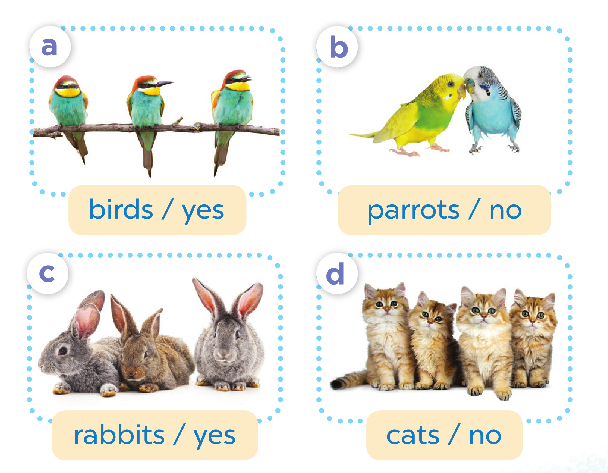 a
birds / yes
b
parrots / no
c
rabbits / yes
d
cats / no